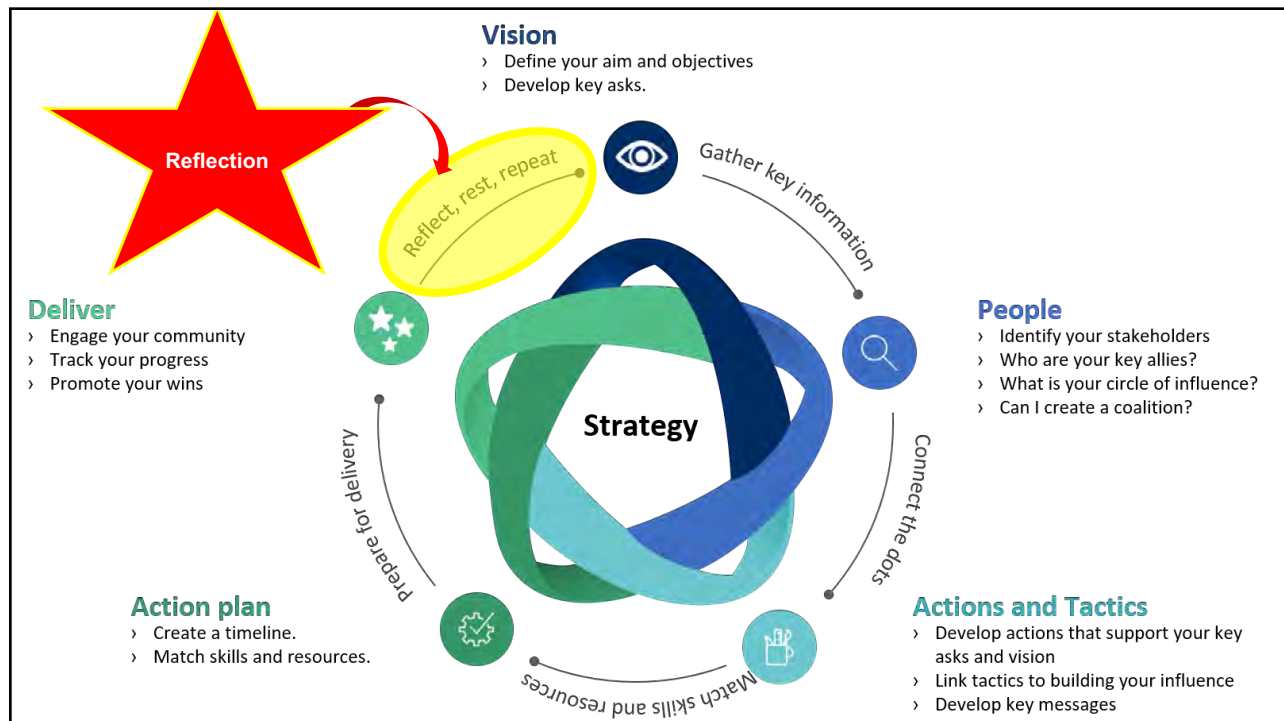 Vision
› Define your aim and objectives
› Develop key asks.
Reflection
Reflect, rest, repeat
Gather key information
Deliver
› Engage your community
› Track your progress
› Promote your wins
People
› Identify your stakeholders
› Who are your key allies?
› What is your circle of influence?
› Can I create a coalition?
Strategy
Prepare for delivery
Connect the dots
Action plan
› Create a timeline.
› Match skills and resources.
Actions and Tactics
› Develop actions that support your key
asks and vision
› Link tactics to building your influence
› Develop key messages
Match skills and resources